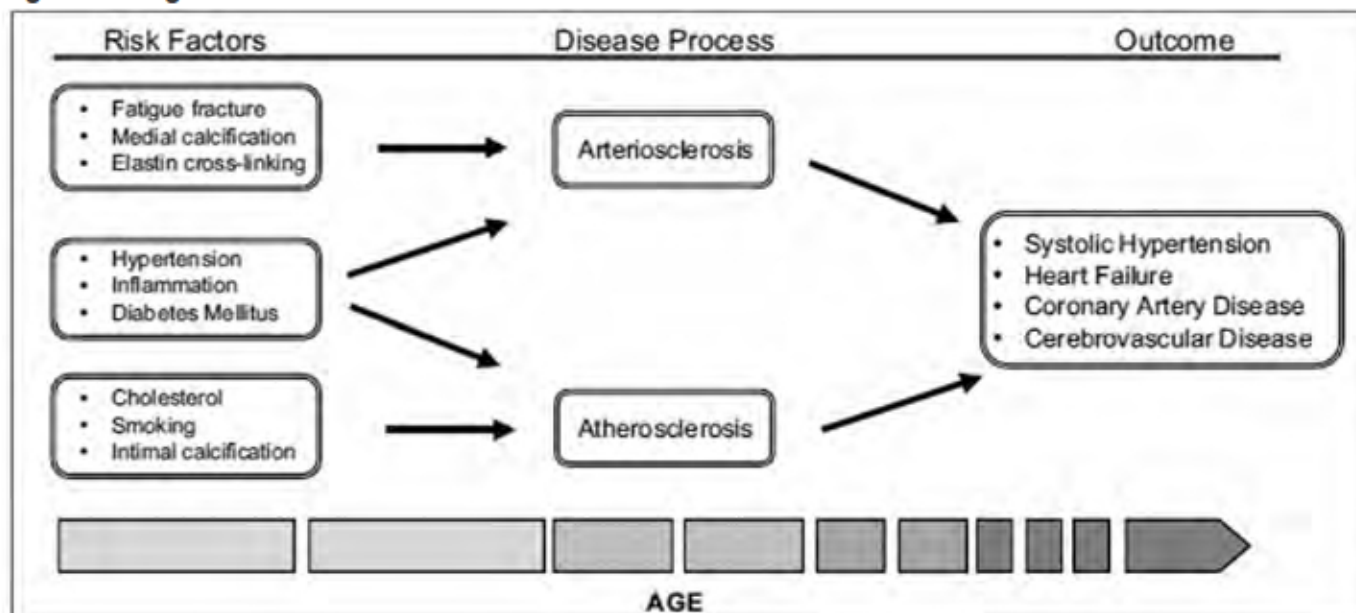 Risk Factors Disease Process Outcome
• Fatigue fracture
• Medial calcification
• Elastin cross-linking
Arteriosclerosis
• Hypertension
• Inflammation
• Diabetes Mellitus
• Systolic Hypertension
• Heart Failure
• Coronary Artery Disease
• Cerebrovascular Disease
• Cholesterol
• Smoking
• Intimal calcification
Atherosclerosis
AGE